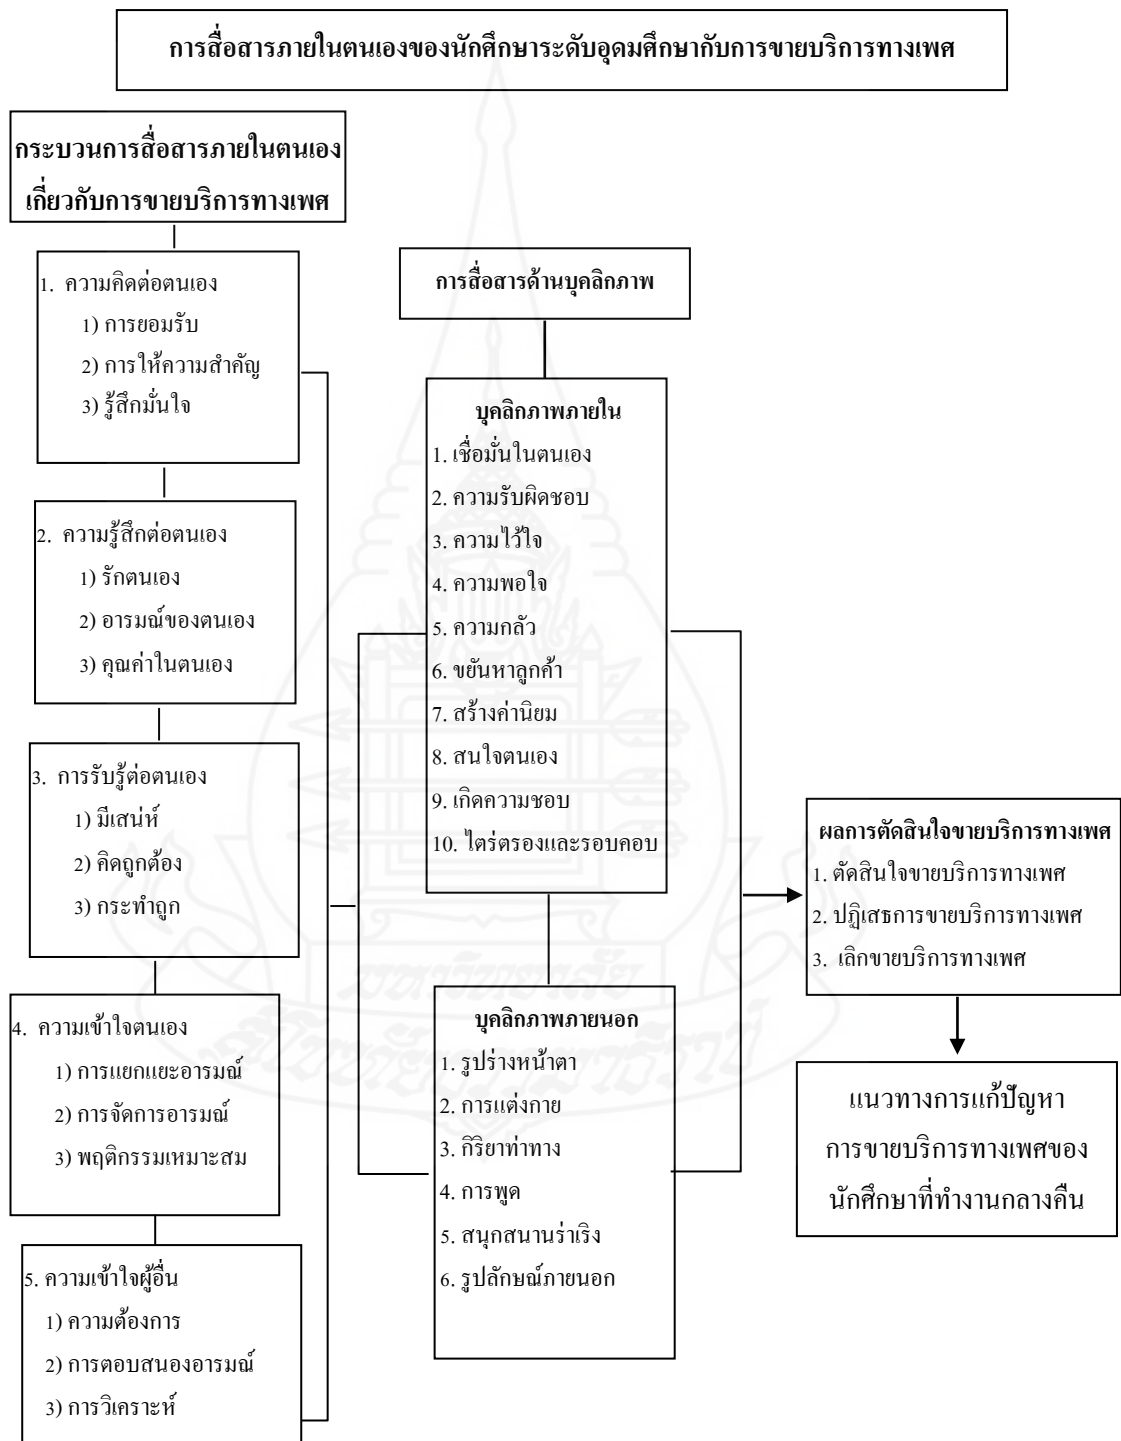 การสื่อสารภายในตนเองของนักศึกษาระดับอุดมศึกษากับการขายบริการทางเพศ
กระบวนการสื่อสารภายในตนเอง
เกี่ยวกับการขายบริการทางเพศ
1. ความคิดต่อตนเอง
1) การยอมรับ
2) การให้ความสำคัญ
3) รู้สึกมั่นใจ
2. ความรู้สึกต่อตนเอง
1) รักตนเอง
2) อารมณ์ของตนเอง
3) คุณค่าในตนเอง
3. การรับรู้ต่อตนเอง
1) มีเสน่ห์
2) คิดถูกต้อง
3) กระทำถูก
4. ความเข้าใจตนเอง
1) การแยกแยะอารมณ์
2) การจัดการอารมณ์
3) พฤติกรรมเหมาะสม
5. ความเข้าใจผู้อื่น
1) ความต้องการ
2) การตอบสนองอารมณ์
3) การวิเคราะห์
การสื่อสารด้านบุคลิกภาพ
บุคลิกภาพภายใน
1. เชื่อมั่นในตนเอง
2. ความรับผิดชอบ
3. ความไว้ใจ
4. ความพอใจ
5. ความกลัว
6. ขยันหาลูกค้า
7. สร้างค่านิยม
8. สนใจตนเอง
9. เกิดความชอบ
10. ไตร่ตรองและรอบคอบ
บุคลิกภาพภายนอก
1. รูปร่างหน้าตา
2. การแต่งกาย
3. กิริยาท่าทาง
4. การพูด
5. สนุกสนานร่าเริง
6. รูปลักษณ์ภายนอก
ผลการตัดสินใจขายบริการทางเพศ
1. ตัดสินใจขายบริการทางเพศ
2. ปฏิเสธการขายบริการทางเพศ
3. เลิกขายบริการทางเพศ
แนวทางการแก้ปัญหา
การขายบริการทางเพศของ
นักศึกษาที่ทำงานกลางคืน
มหาวิทยาลัย
สุโขทัยธรรมาธิราช